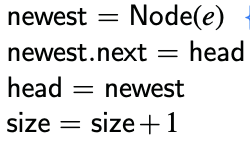 newest = Node(e)
newest.next = head
head = newest
size = size + 1